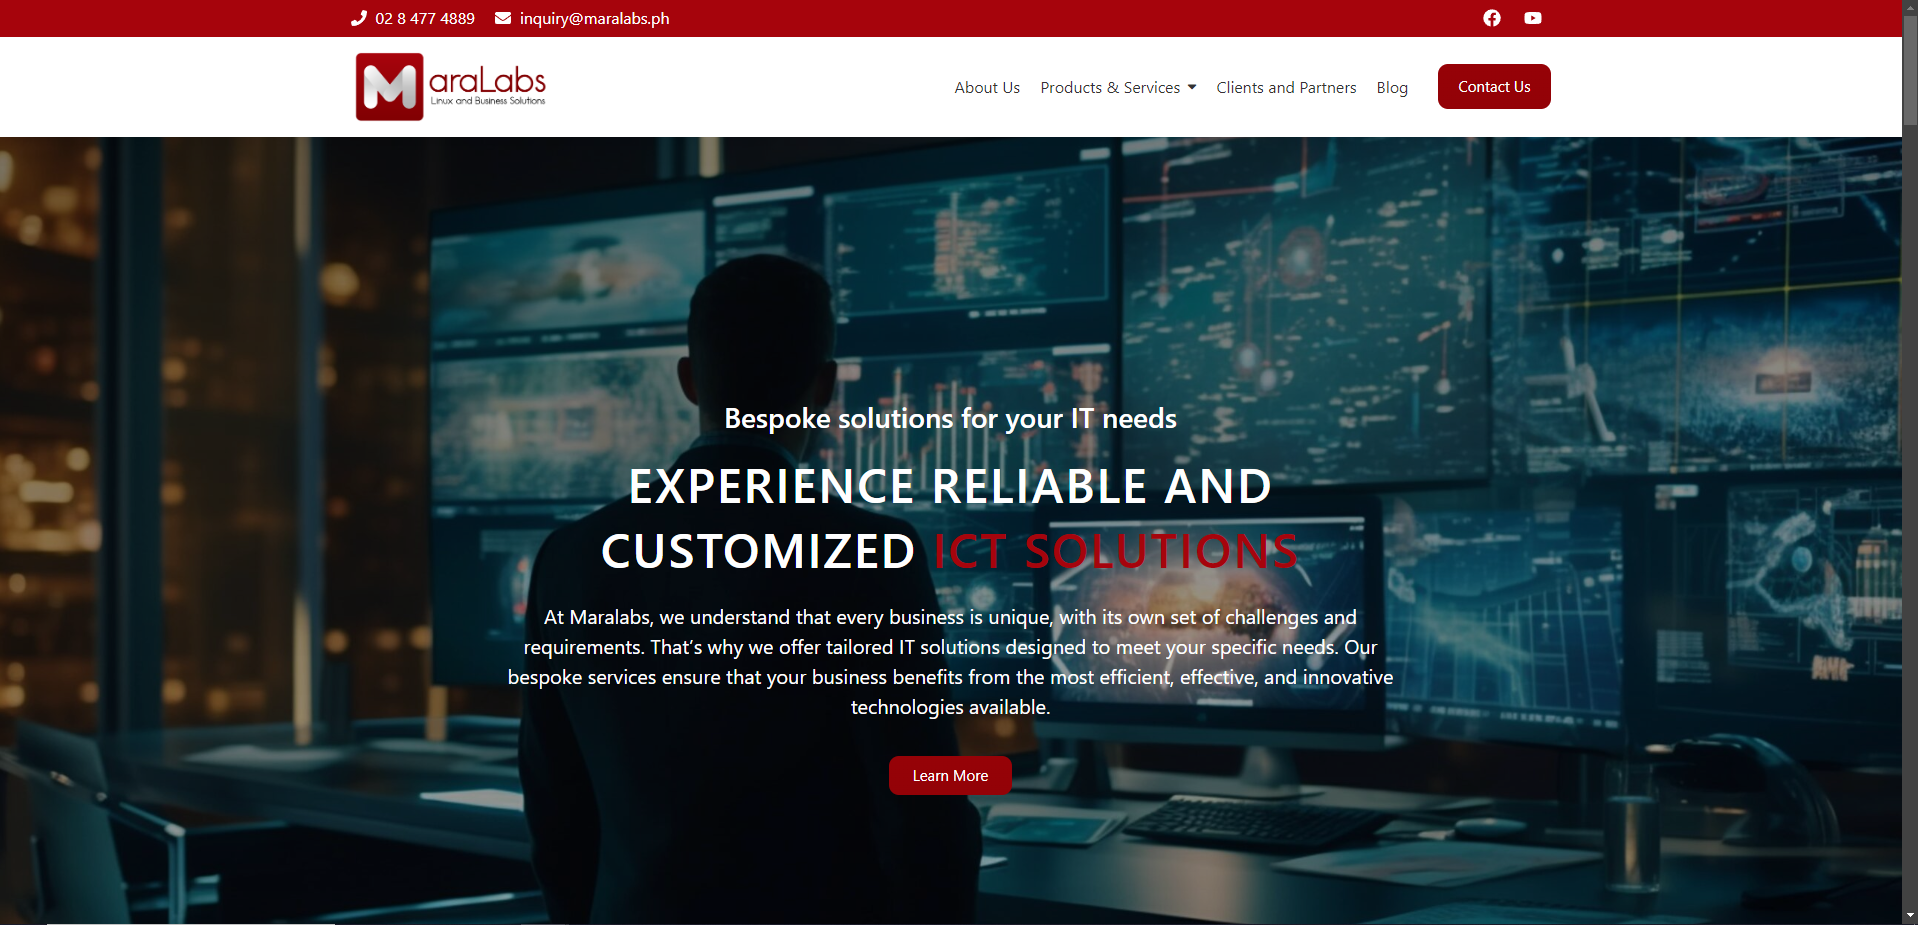 02 8 477 4889 inquiry@maralabs.ph
MaraLabs
Linux and Business Solutions
About Us Products & Services Clients and Partners Blog Contact Us
Bespoke solutions for your IT needs
EXPERIENCE RELIABLE AND
CUSTOMIZED ICT SOLUTIONS
At Maralabs, we understand that every business is unique, with its own set of challenges and
requirements. That’s why we offer tailored IT solutions designed to meet your specific needs. Our
bespoke services ensure that your business benefits from the most efficient, effective, and innovative
technologies available.
Learn More